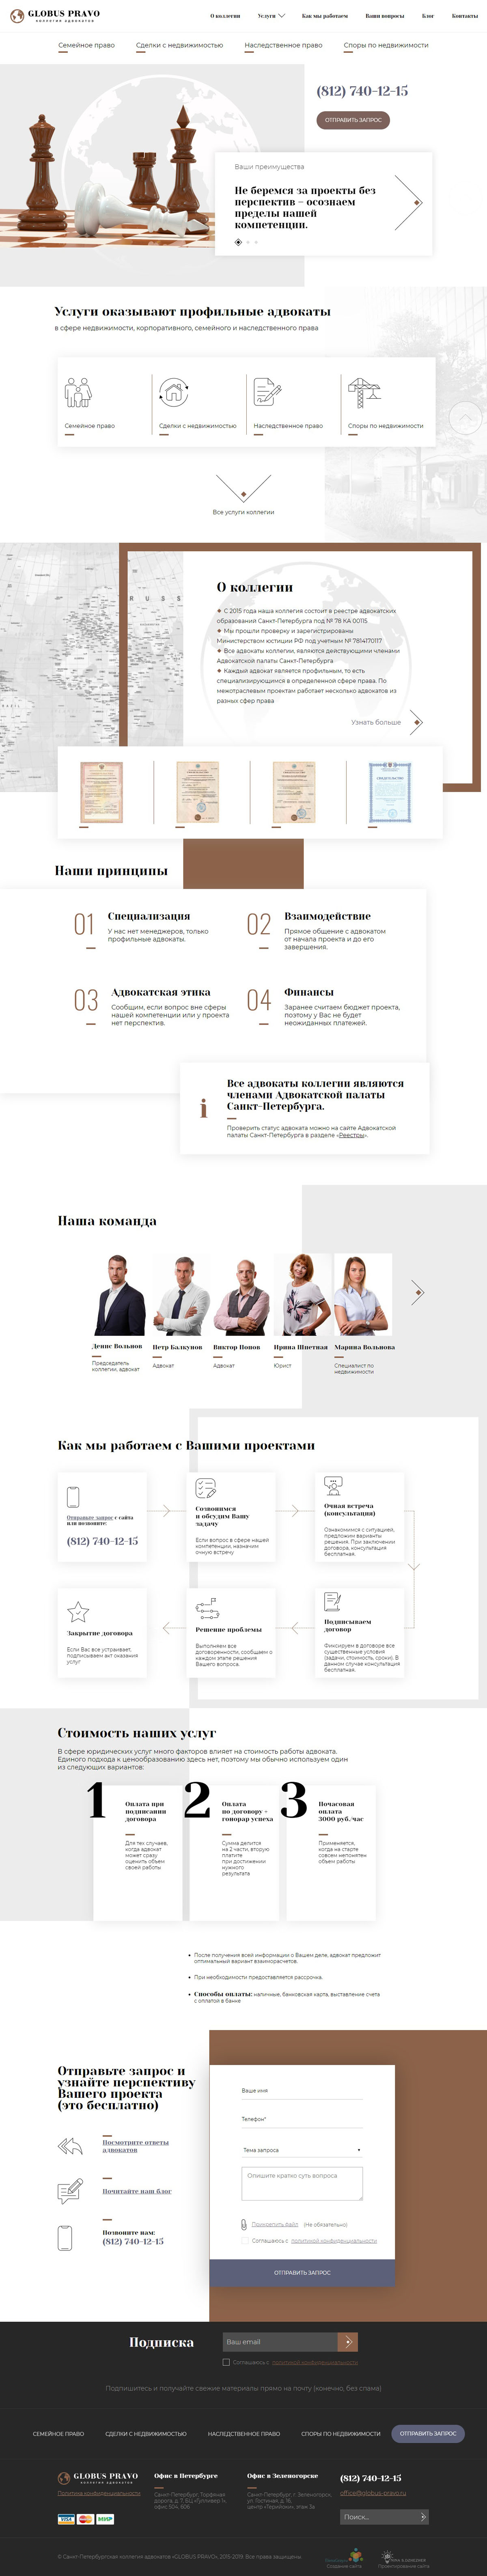 GLOBUS PRAVO
коллегия адвокатов
О коллегии
Услуги
Как мы работаем
Ваши вопросы
Блог
Контакты
Семейное право
Сделки с недвижимостью
Наследственное право
Споры по недвижимости
(812) 740-12-15
ОТПРАВИТЬ ЗАПРОС
Ваши преимущества
Не беремся за проекты без
перспектив – осознаем
пределы нашей
компетенции.
Услуги оказывают профильные адвокаты
в сфере недвижимости, корпоративного, семейного и наследственного права
Семейное право
Сделки с недвижимостью
Наследственное право
Споры по недвижимости
Все услуги коллегии
RUSS
О коллегии
С 2015 года наша коллегия состоит в реестре адвокатских
образований Санкт-Петербурга под № 78 КА 00115
Мы прошли проверку и зарегистрированы
Министерством юстиции РФ под учетным № 7814170117
Все адвокаты коллегии, являются действующими членами
Адвокатской палаты Санкт-Петербурга
Каждый адвокат является профильным, то есть
специализирующимся в определенной сфере права. По
межотраслевым проектам работает несколько адвокатов из
разных сфер права
Узнать больше
Наши принципы
01
Специализация
У нас нет менеджеров, только
профильные адвокаты.
02
Взаимодействие
Прямое общение с адвокатом
от начала проекта и до его
завершения.
03
Адвокатская этика
Сообщим, если вопрос вне сферы
нашей компетенции или у проекта
нет перспектив.
04
Финансы
Заранее считаем бюджет проекта,
поэтому у Вас не будет
неожиданных платежей.
i
Все адвокаты коллегии являются
членами Адвокатской палаты
Санкт-Петербурга.
Проверить статус адвоката можно на сайте Адвокатской
палаты Санкт-Петербурга в разделе «Реестры».
Наша команда
Денис Вольнов
Председатель
коллегии, адвокат
Петр Балкунов
Адвокат
Виктор Попов
Адвокат
Ирина Шпетная
Юрист
Марина Вольнова
Специалист по
недвижимости
Как мы работаем с Вашими проектами
Отправьте запрос с сайта
или позвоните:
(812) 740-12-15
Созвонимся
и обсудим Вашу
задачу
Если вопрос в сфере нашей
компетенции, назначим
очную встречу
Очная встреча
(консультация)
Ознакомимся с ситуацией,
предложим варианты
решения. При заключении
договора, консультация
бесплатная.
Закрытие договора
Если Вас все устраивает,
подписываем акт оказания
услуг
Решение проблемы
Выполняем все
договоренности, сообщаем о
каждом этапе решения
Вашего вопроса.
Подписываем
договор
Фиксируем в договоре все
существенные условия
(задачи, стоимость, сроки). В
данном случае консультация
бесплатная.
Стоимость наших услуг
В сфере юридических услуг много факторов влияет на стоимость работы адвоката.
Единого подхода к ценообразованию здесь нет, поэтому мы обычно используем один
из следующих вариантов:
1
Оплата при
подписании
договора
Для тех случаев,
когда адвокат
может сразу
оценить объем
своей работы
2
Оплата
по договору +
гонорар успеха
Сумма делится
на 2 части, вторую
платите
при достижении
нужного
результата
3
Почасовая
оплата
3000 руб./час
Применяется,
когда на старте
совсем непонятен
объем работы
После получения всей информации о Вашем деле, адвокат предложит
оптимальный вариант взаиморасчетов.
При необходимости предоставляется рассрочка.
Способы оплаты: наличные, банковская карта, выставление счета
с оплатой в банке
Отправьте запрос и
узнайте перспективу
Вашего проекта
(это бесплатно)
Посмотрите ответы
адвокатов
Почитайте наш блог
Позвоните нам:
(812) 740-12-15
Ваше имя
Телефон*
Тема запроса
Опишите кратко суть вопроса
Прикрепить файл
(Не обязательно)
Соглашаюсь с политикой конфиденциальности
ОТПРАВИТЬ ЗАПРОС
Подписка
Ваш email
Соглашаюсь с политикой конфиденциальности
Подпишитесь и получайте свежие материалы прямо на почту (конечно, без спама)
СЕМЕЙНОЕ ПРАВО
СДЕЛКИ С НЕДВИЖИМОСТЬЮ
НАСЛЕДСТВЕННОЕ ПРАВО
СПОРЫ ПО НЕДВИЖИМОСТИ
ОТПРАВИТЬ ЗАПРОС
GLOBUS PRAVO
коллегия адвокатов
Политика конфиденциальности
VISA
MasterCard
МИР
Офис в Петербурге
Санкт-Петербург, Торфяная
дорога, д. 7, БЦ «Гулливер 1»,
офис 504, 606
Офис в Зеленогорске
Санкт-Петербург, г. Зеленогорск,
ул. Гостиная, д. 16,
центр «Терийоки», этаж 3а
(812) 740-12-15
office@globus-pravo.ru
Поиск...
© Санкт-Петербургская коллегия адвокатов «GLOBUS PRAVO», 2015-2019. Все права защищены.
Создание сайта
Проектирование сайта